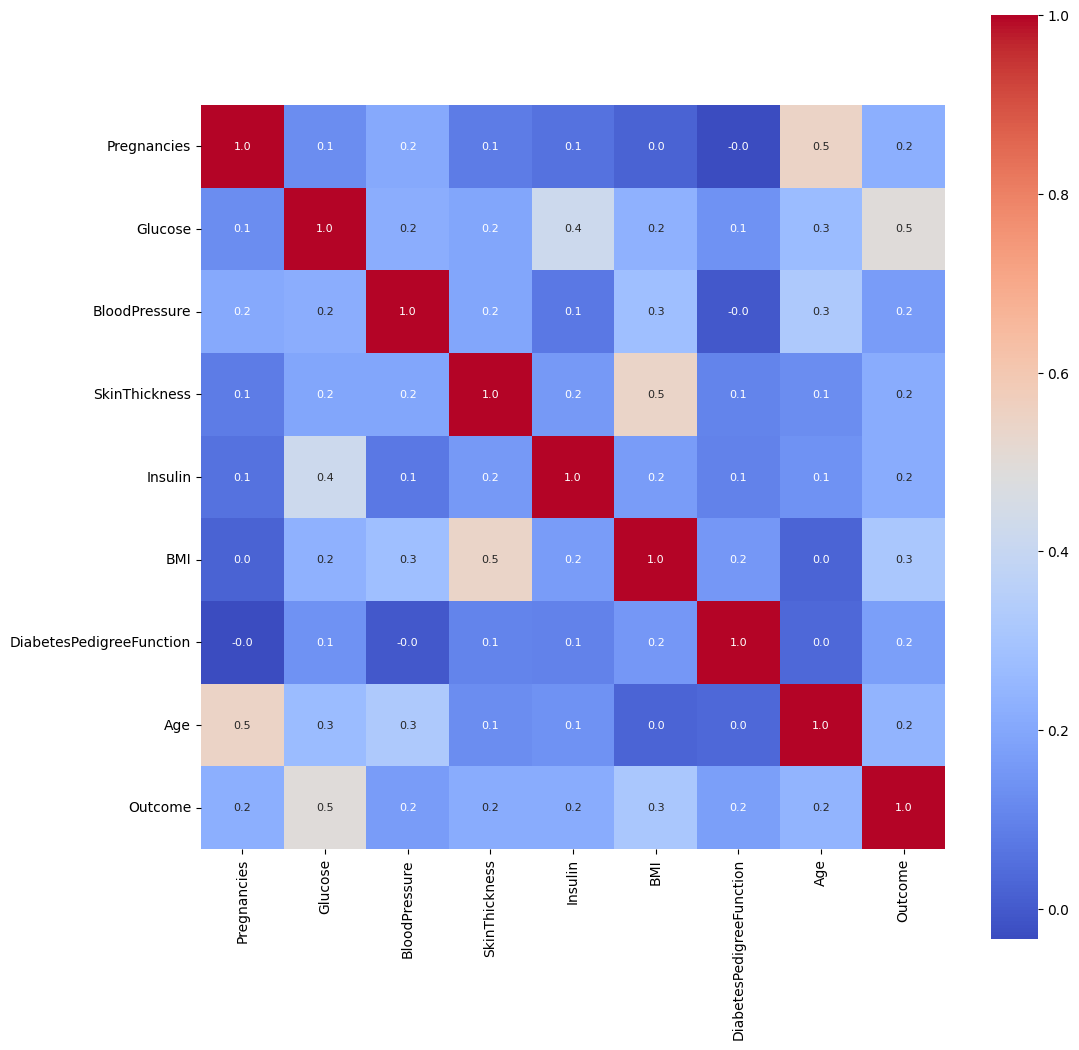 1.0
Pregnancies 1.0 0.1 0.2 0.1 0.1 0.0 -0.0 0.5 0.2
Glucose 0.1 1.0 0.2 0.2 0.4 0.2 0.1 0.3 0.5
0.8
BloodPressure 0.2 0.2 1.0 0.2 0.1 0.3 -0.0 0.3 0.2
0.6
SkinThickness 0.1 0.2 0.2 1.0 0.2 0.5 0.1 0.1 0.2
Insulin 0.1 0.4 0.1 0.2 1.0 0.2 0.1 0.1 0.2
0.4
BMI 0.0 0.2 0.3 0.5 0.2 1.0 0.2 0.0 0.3
DiabetesPedigreeFunction -0.0 0.1 -0.0 0.1 0.1 0.2 1.0 0.0 0.2
Age 0.5 0.3 0.3 0.1 0.1 0.0 0.0 1.0 0.2
0.2
Outcome 0.2 0.5 0.2 0.2 0.2 0.3 0.2 0.2 1.0
0.0
Pregnancies
Glucose
BloodPressure
SkinThickness
Insulin
BMI
DiabetesPedigreeFunction
Age
Outcome